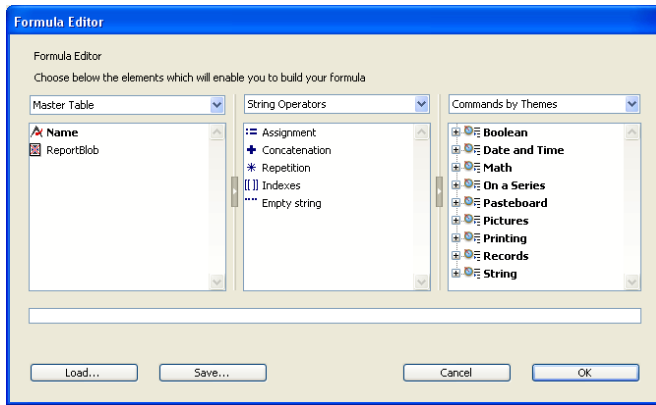 Formula Editor
Formula Editor
Choose below the elements which will enable you to build your formula
Master Table
String Operators
Commands by Themes
Name
ReportBlob
:= Assignment
+ Concatenation
* Repetition
[[ ]] Indexes
"" Empty string
Boolean
Date and Time
Math
On a Series
Pasteboard
Pictures
Printing
Records
String
Load...
Save...
Cancel
OK